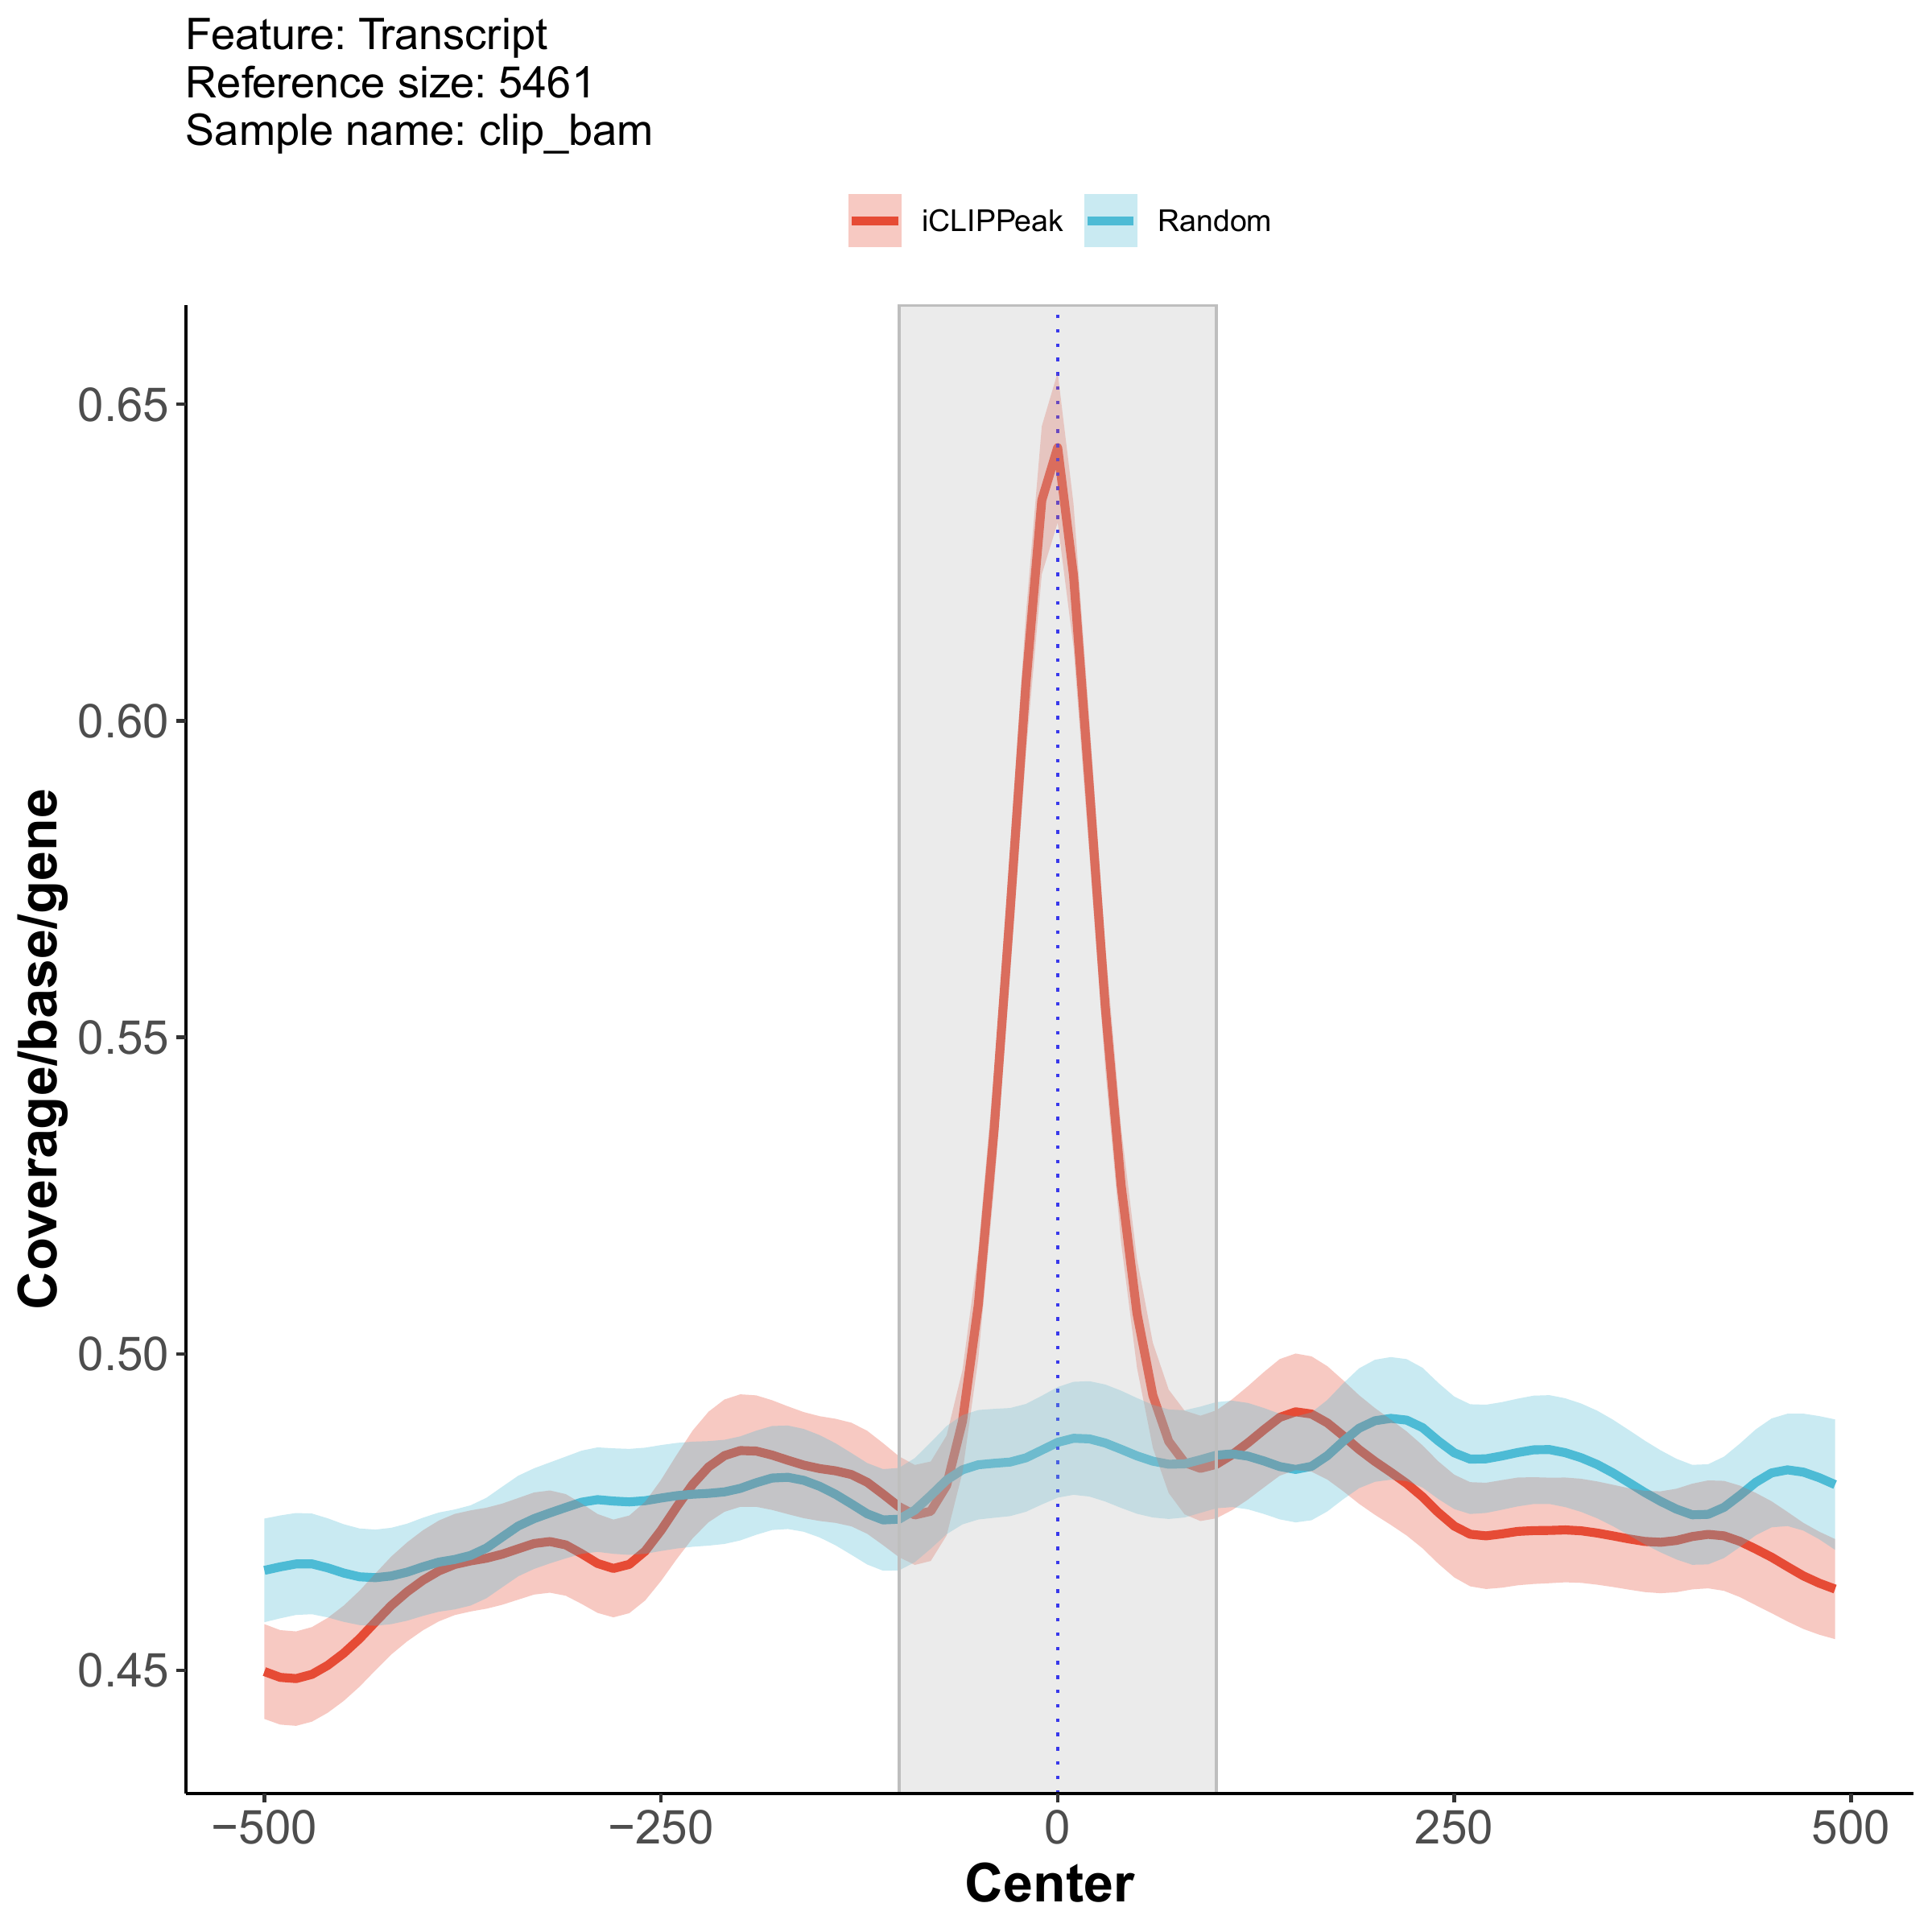 Feature: Transcript
Reference size: 5461
Sample name: clip_bam
iCLIPPeak Random
Coverage/base/gene
0.65
0.60
0.55
0.50
0.45
−500 −250 0 250 500
Center